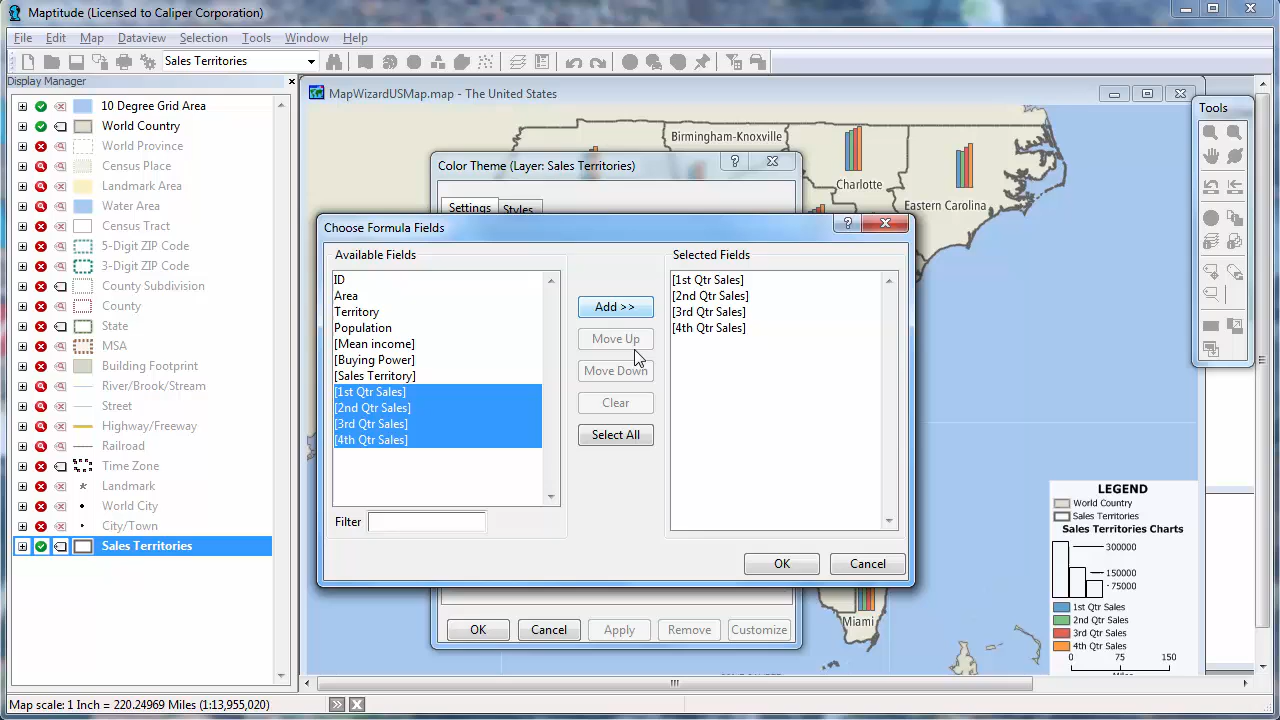 Maptitude (Licensed to Caliper Corporation)
File Edit Map Dataview Selection Tools Window Help
Sales Territories
Display Manager
10 Degree Grid Area
World Country
World Province
Census Place
Landmark Area
Water Area
Census Tract
5-Digit ZIP Code
3-Digit ZIP Code
County Subdivision
County
State
MSA
Building Footprint
River/Brook/Stream
Street
Highway/Freeway
Railroad
Time Zone
Landmark
World City
City/Town
Sales Territories
MapWizardUSMap.map - The United States
Birmingham-Knoxville
Charlotte
Eastern Carolina
Miami
Tools
Color Theme (Layer: Sales Territories)
Settings Styles
Choose Formula Fields
Available Fields
ID
Area
Territory
Population
[Mean income]
[Buying Power]
[Sales Territory]
[1st Qtr Sales]
[2nd Qtr Sales]
[3rd Qtr Sales]
[4th Qtr Sales]
Filter
Add >>
Move Up
Move Down
Clear
Select All
Selected Fields
[1st Qtr Sales]
[2nd Qtr Sales]
[3rd Qtr Sales]
[4th Qtr Sales]
OK Cancel
OK Cancel Apply Remove Customize
LEGEND
World Country
Sales Territories
Sales Territories Charts
300000
150000
75000
1st Qtr Sales
2nd Qtr Sales
3rd Qtr Sales
4th Qtr Sales
0 75 150
Map scale: 1 Inch = 220.24969 Miles (1:13,955,020)